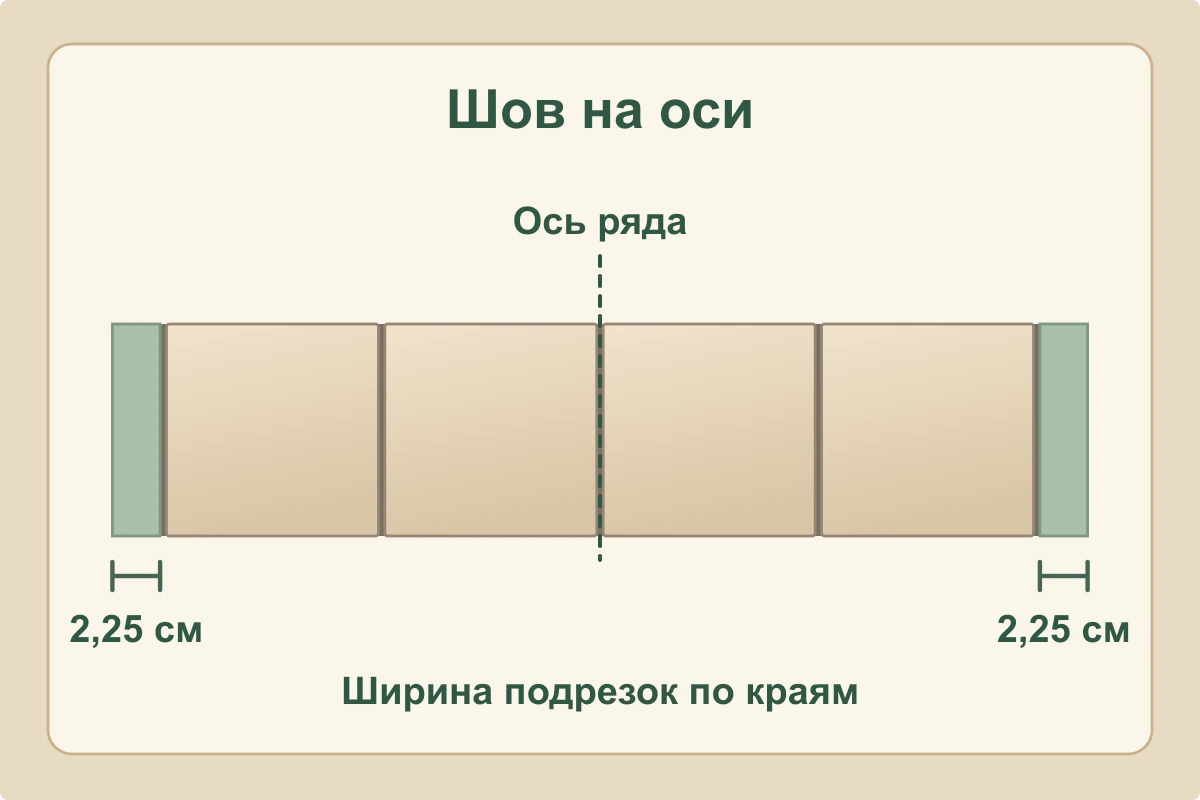 Шов на оси
Ось ряда
2,25 см
2,25 см
Ширина подрезок по краям